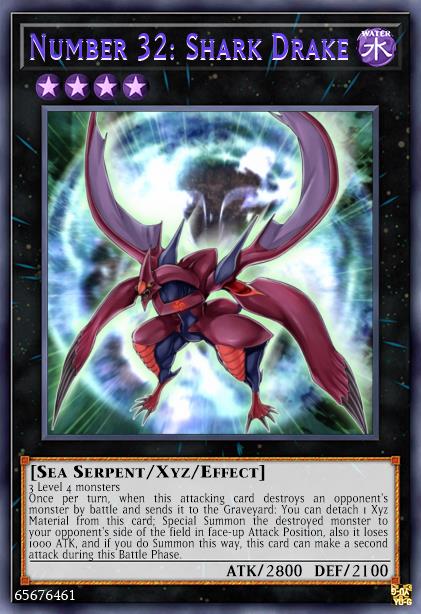 Number 32: Shark Drake
WATER
水
[Sea Serpent/Xyz/Effect]
3 Level 4 monsters
Once per turn, when this attacking card destroys an opponent's
monster by battle and sends it to the Graveyard: You can detach 1 Xyz
Material from this card; Special Summon the destroyed monster to
your opponent's side of the field in face-up Attack Position, also it loses
1000 ATK, and if you do Summon this way, this card can make a second
attack during this Battle Phase.
ATK/2800 DEF/2100
65676461